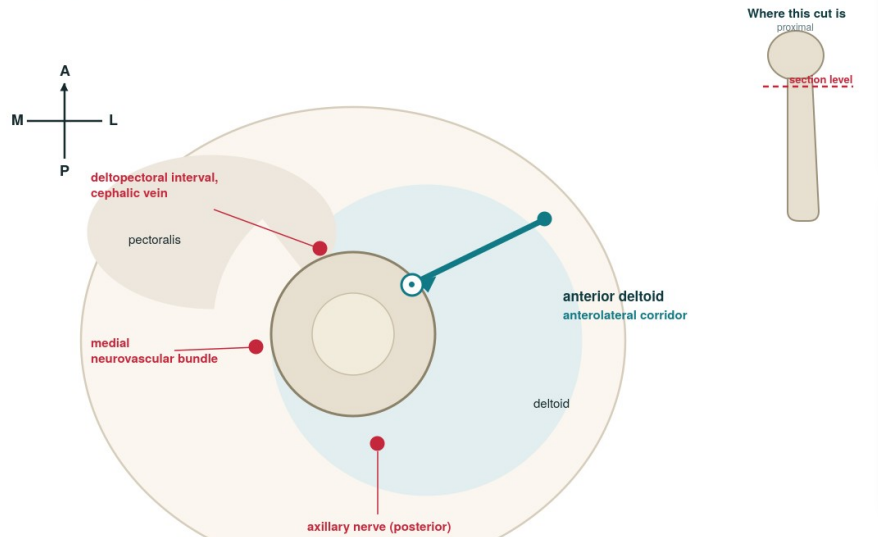 Where this cut is
proximal
section level
A
M
L
P
deltopectoral interval,
cephalic vein
pectoralis
anterior deltoid
anterolateral corridor
medial
neurovascular bundle
deltoid
axillary nerve (posterior)